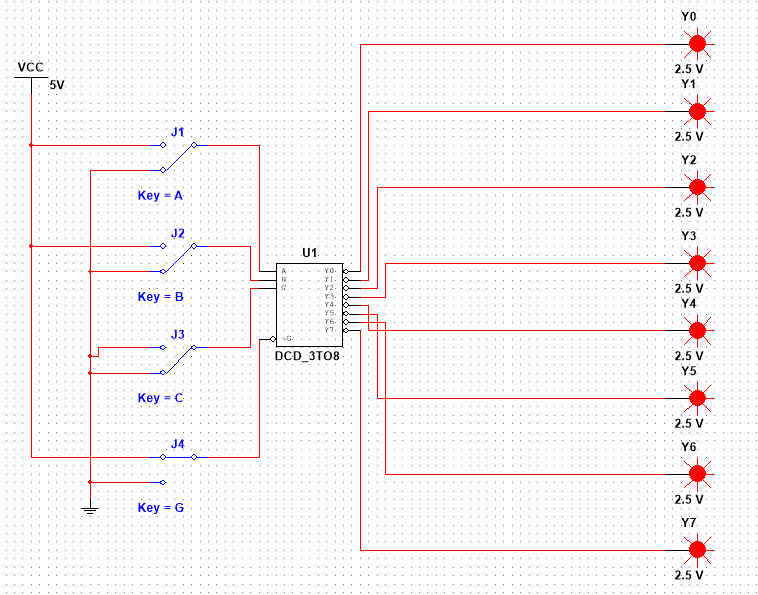 VCC
5V
J1
Key = A
J2
Key = B
J3
Key = C
J4
Key = G
U1
A
B
C
~G
Y0
Y1
Y2
Y3
Y4
Y5
Y6
Y7
DCD_3TO8
Y0
2.5 V
Y1
2.5 V
Y2
2.5 V
Y3
2.5 V
Y4
2.5 V
Y5
2.5 V
Y6
2.5 V
Y7
2.5 V